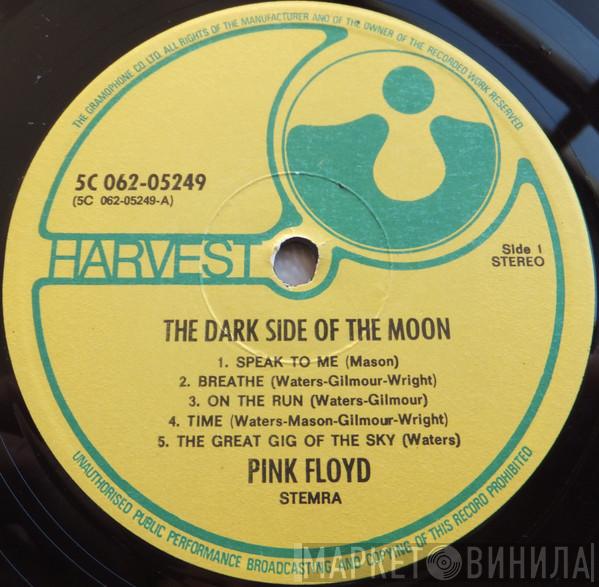 THE GRAMOPHONE CO. LTD. ALL RIGHTS OF THE MANUFACTURER AND OF THE OWNER OF THE RECORDED WORK RESERVED
5C 062-05249
(5C 062-05249-A)
HARVEST
Side 1
STEREO
THE DARK SiDE OF THE MOON
1. SPEAK TO ME (Mason)
2. BREATHE (Waters-Gilmour-Wright)
3. ON THE RUN (Waters-Gilmour)
4. TIME (Waters-Mason-Gilmour-Wright)
5. THE GREAT GIG OF THE SKY (Waters)
PINK FLOYD
STEMRA
UNAUTHORISED PUBLIC PERFORMANCE BROADCASTING AND COPYING OF THIS RECORD PROHIBITED
МАРКЕТ ВИНИЛА